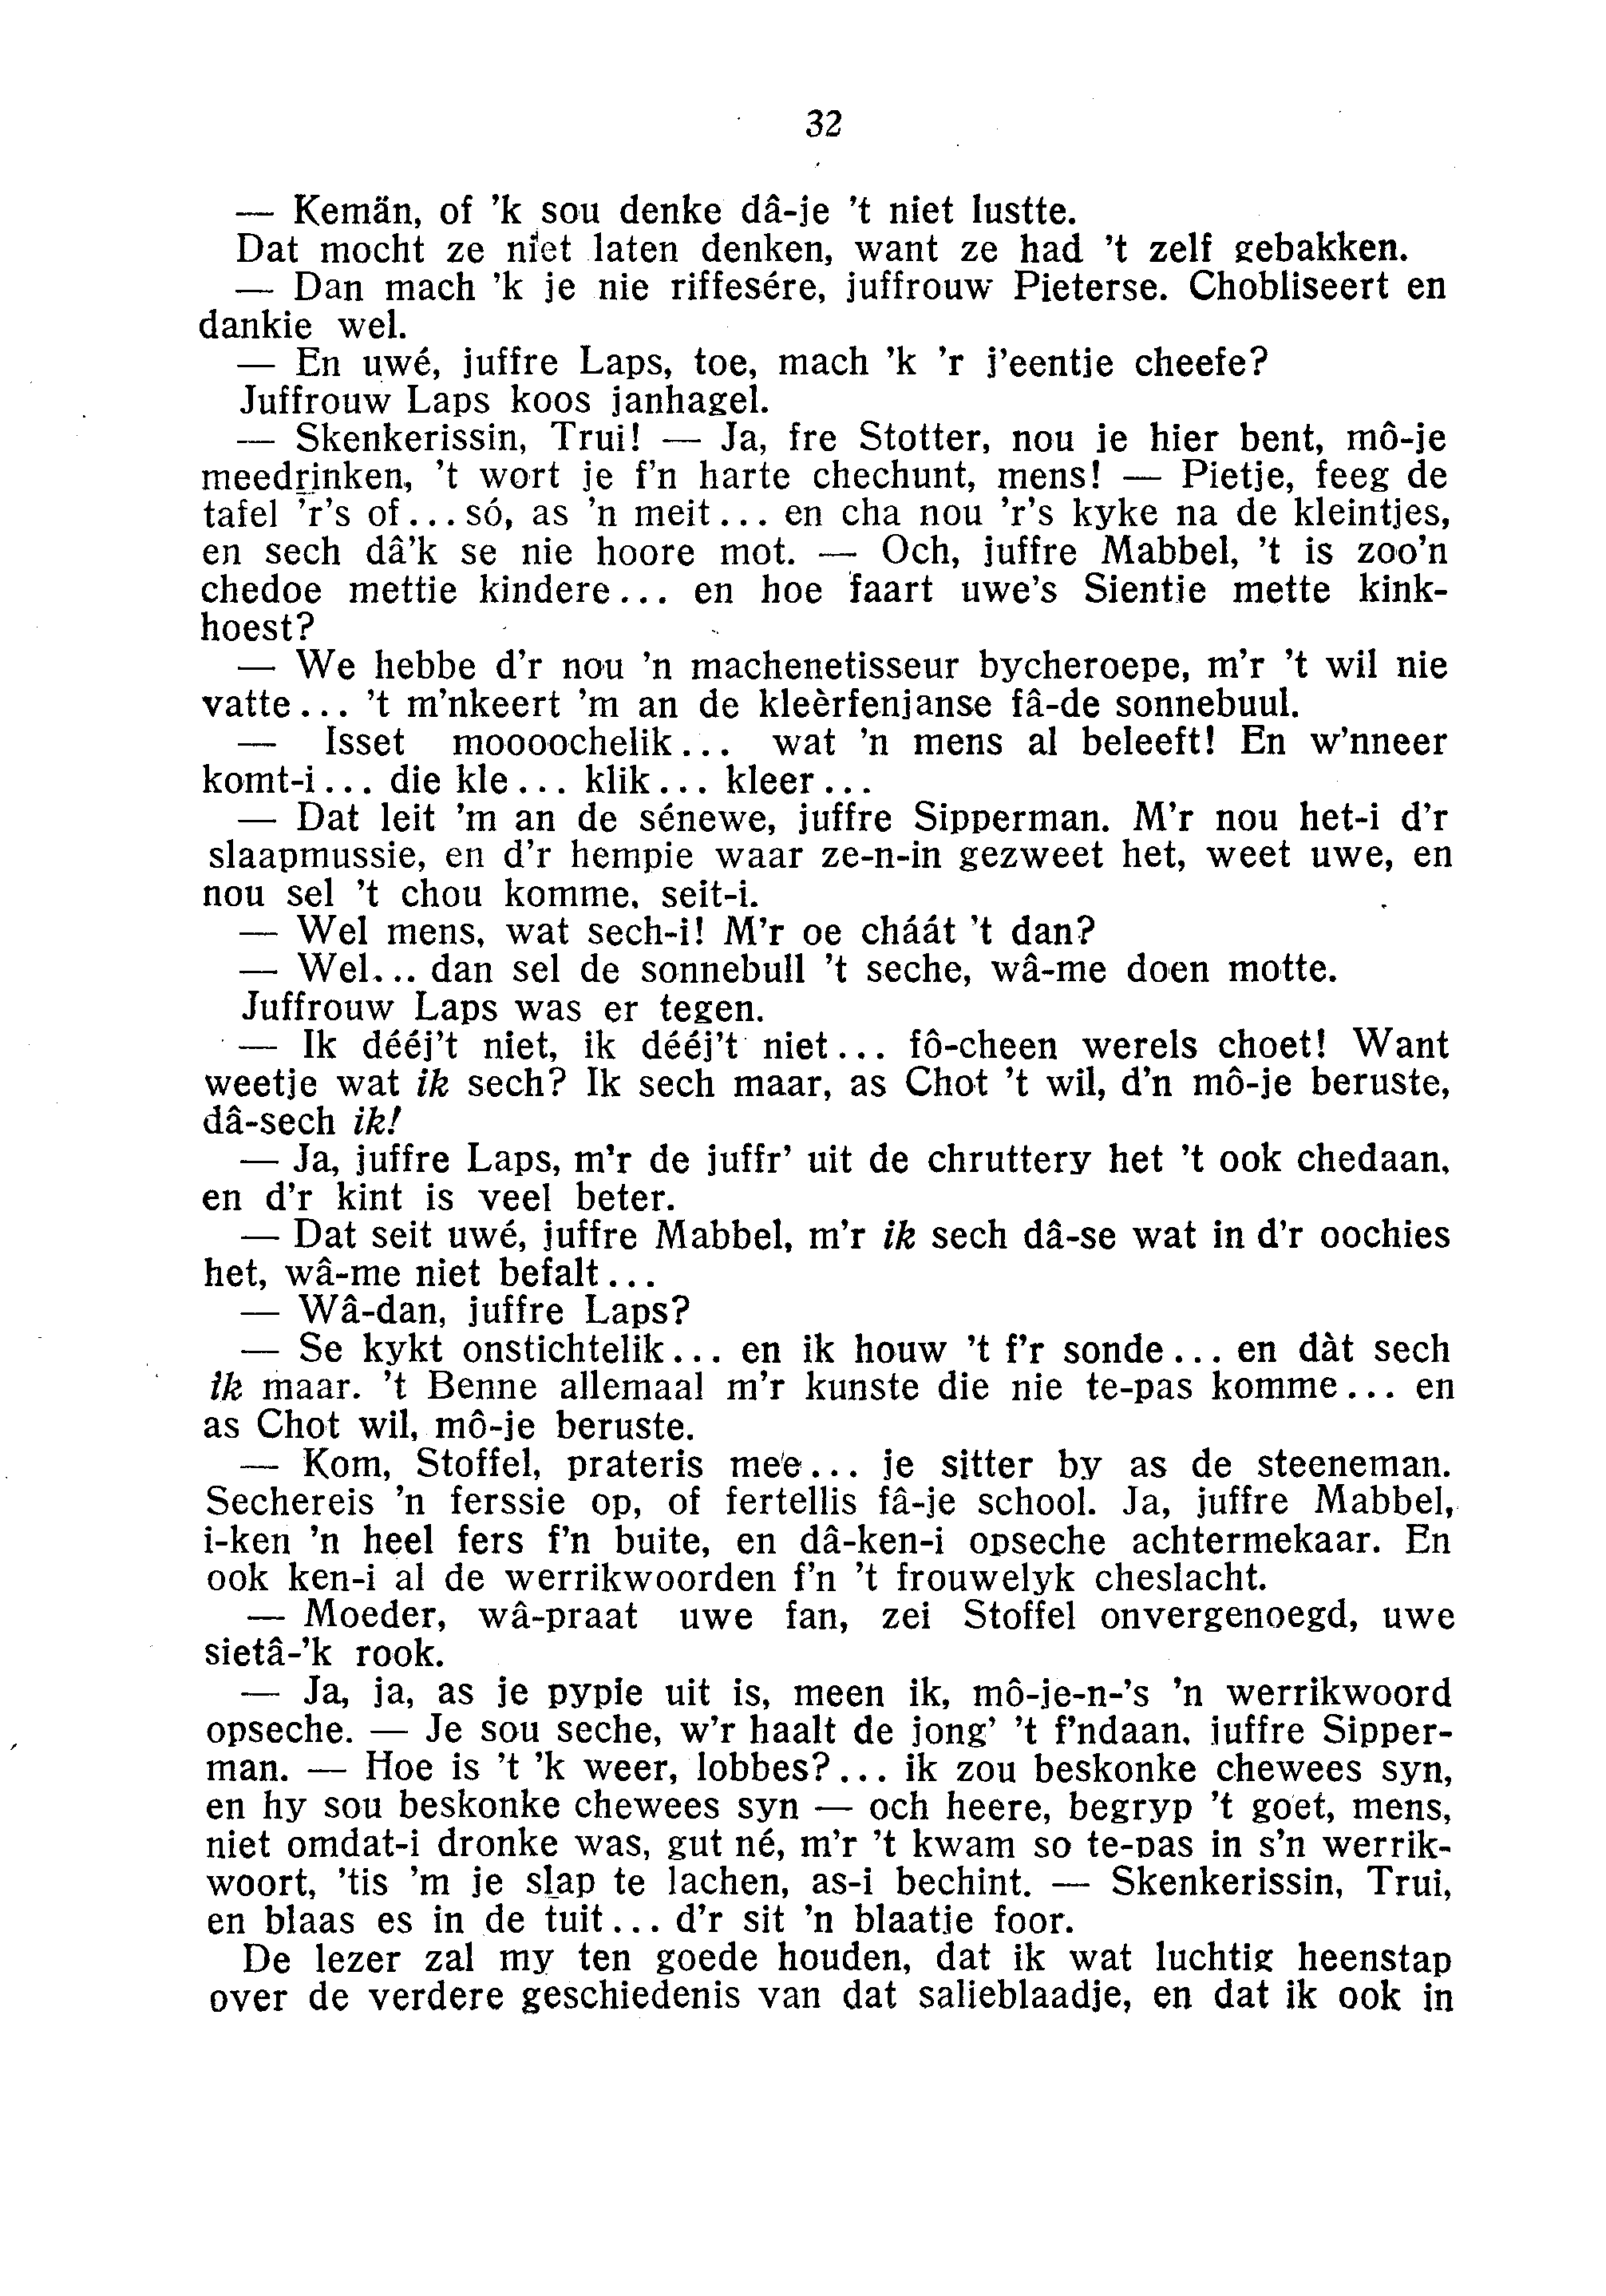 32
— Kemän, of ’k sou denke dâ-je ’t niet lustte.
Dat mocht ze niet laten denken, want ze had ’t zelf gebakken.
— Dan mach ’k je nie riffesére, juffrouw Pieterse. Chobliseert en
dankie wel.
— En uwé, juffre Laps, toe, mach ’k ’r j’eentje cheefe?
Juffrouw Laps koos janhagel.
— Skenkerissin, Trui! — Ja, fre Stotter, nou je hier bent, mô-je
meedrinken, ’t wort je f’n harte chechunt, mens! — Pietje, feeg de
tafel ’r’s of... só, as ’n meit... en cha nou ’r’s kyke na de kleintjes,
en sech dâ’k se nie hoore mot. — Och, juffre Mabbel, ’t is zoo’n
chedoe mettie kindere... en hoe faart uwe’s Sientie mette kink-
hoest?
— We hebbe d’r nou ’n machenetisseur bycheroepe, m’r ’t wil nie
vatte... ’t m’nkeert ’m an de kleèrfenjanse fâ-de sonnebuul.
— Isset moooochelik... wat ’n mens al beleeft! En w’nneer
komt-i... die kle... klik... kleer...
— Dat leit ’m an de sénewe, juffre Sipperman. M’r nou het-i d’r
slaapmussie, en d’r hempie waar ze-n-in gezweet het, weet uwe, en
nou sel ’t chou komme, seit-i.
— Wel mens, wat sech-i! M’r oe cháát ’t dan?
— Wel... dan sel de sonnebull ’t seche, wâ-me doen motte.
Juffrouw Laps was er tegen.
— Ik dééj’t niet, ik dééj’t niet... fô-cheen werels choet! Want
weetje wat ik sech? Ik sech maar, as Chot ’t wil, d’n mô-je beruste,
dâ-sech ik!
— Ja, juffre Laps, m’r de juffr’ uit de chruttery het ’t ook chedaan,
en d’r kint is veel beter.
— Dat seit uwé, juffre Mabbel, m’r ik sech dâ-se wat in d’r oochies
het, wâ-me niet befalt...
— Wâ-dan, juffre Laps?
— Se kykt onstichtelik... en ik houw ’t f’r sonde... en dàt sech
ik maar. ’t Benne allemaal m’r kunste die nie te-pas komme... en
as Chot wil, mô-je beruste.
— Kom, Stoffel, prateris mee... je sitter by as de steeneman.
Sechereis ’n ferssie op, of fertellis fâ-je school. Ja, juffre Mabbel,
i-ken ’n heel fers f’n buite, en dâ-ken-i opseche achtermekaar. En
ook ken-i al de werrikwoorden f’n ’t frouwelyk cheslacht.
— Moeder, wâ-praat uwe fan, zei Stoffel onvergenoegd, uwe
sietâ-’k rook.
— Ja, ja, as je pypie uit is, meen ik, mô-je-n-’s ’n werrikwoord
opseche. — Je sou seche, w’r haalt de jong’ ’t f’ndaan, juffre Sipper-
man. — Hoe is ’t ’k weer, lobbes?... ik zou beskonke chewees syn,
en hy sou beskonke chewees syn — och heere, begryp ’t goet, mens,
niet omdat-i dronke was, gut né, m’r ’t kwam so te-pas in s’n werrik-
woort, ’tis ’m je slap te lachen, as-i bechint. — Skenkerissin, Trui,
en blaas es in de tuit... d’r sit ’n blaatje foor.
De lezer zal my ten goede houden, dat ik wat luchtig heenstap
over de verdere geschiedenis van dat salieblaadje, en dat ik ook in